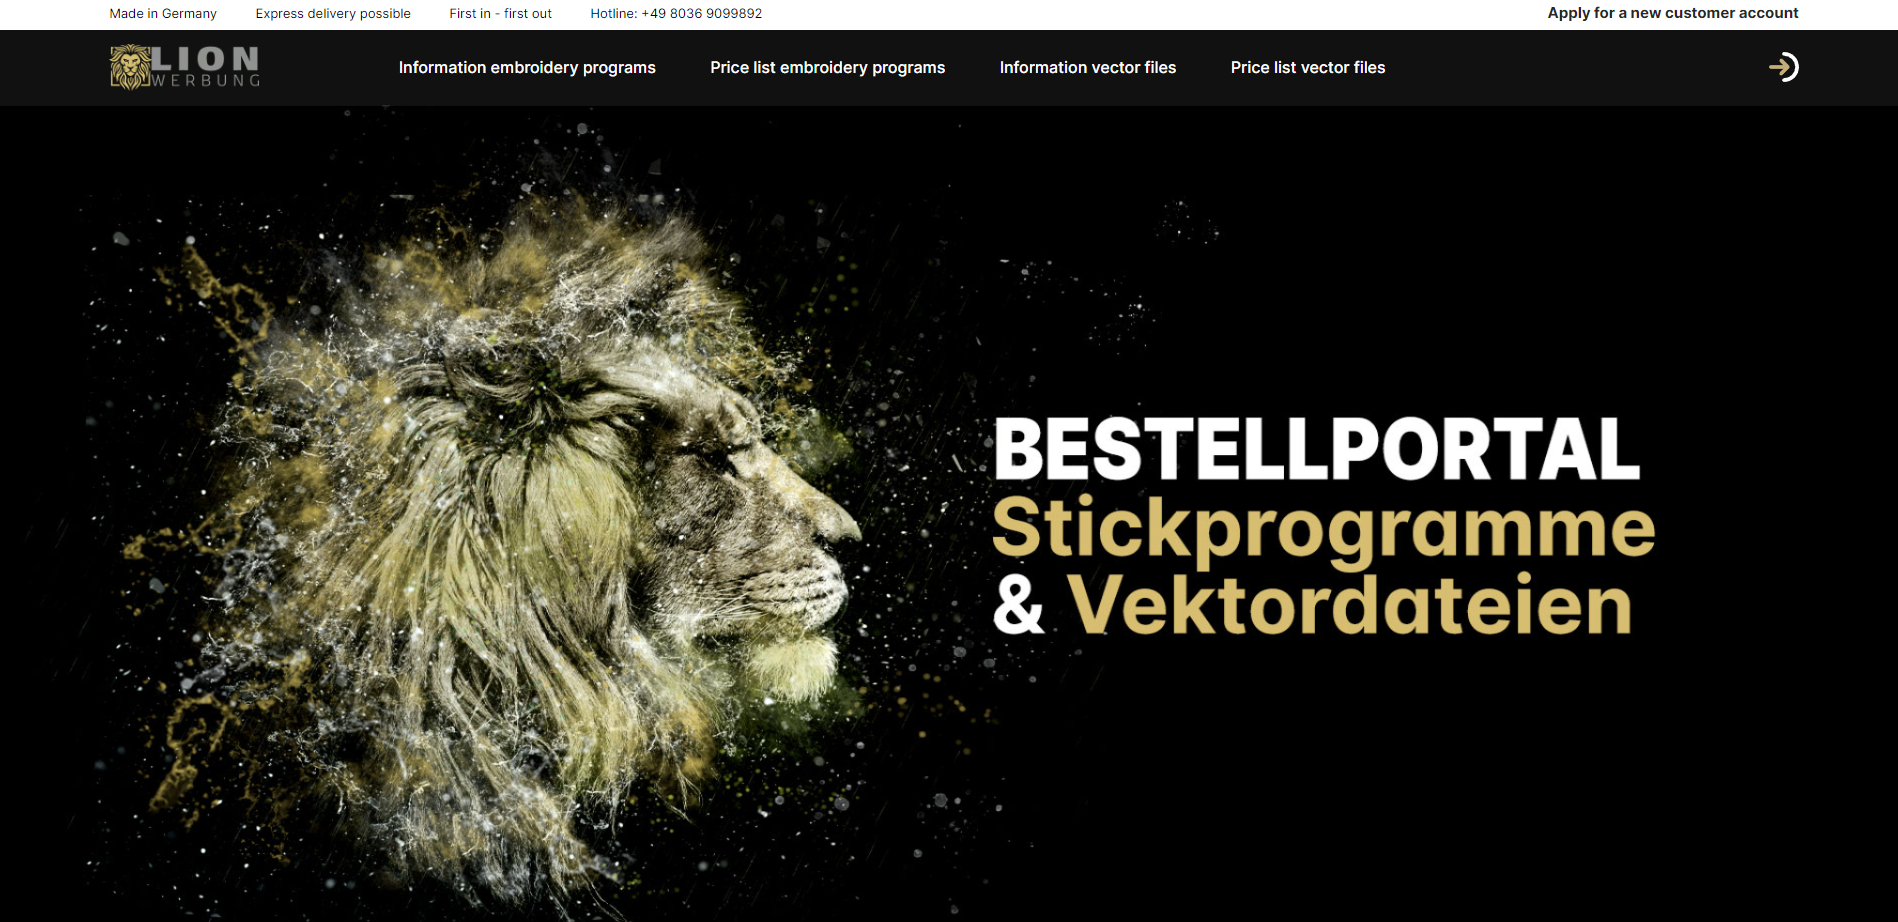 Made in Germany
Express delivery possible
First in - first out
Hotline: +49 8036 9099892
Apply for a new customer account
LION
WERBUNG
Information embroidery programs
Price list embroidery programs
Information vector files
Price list vector files
BESTELLPORTAL
Stickprogramme
& Vektordateien